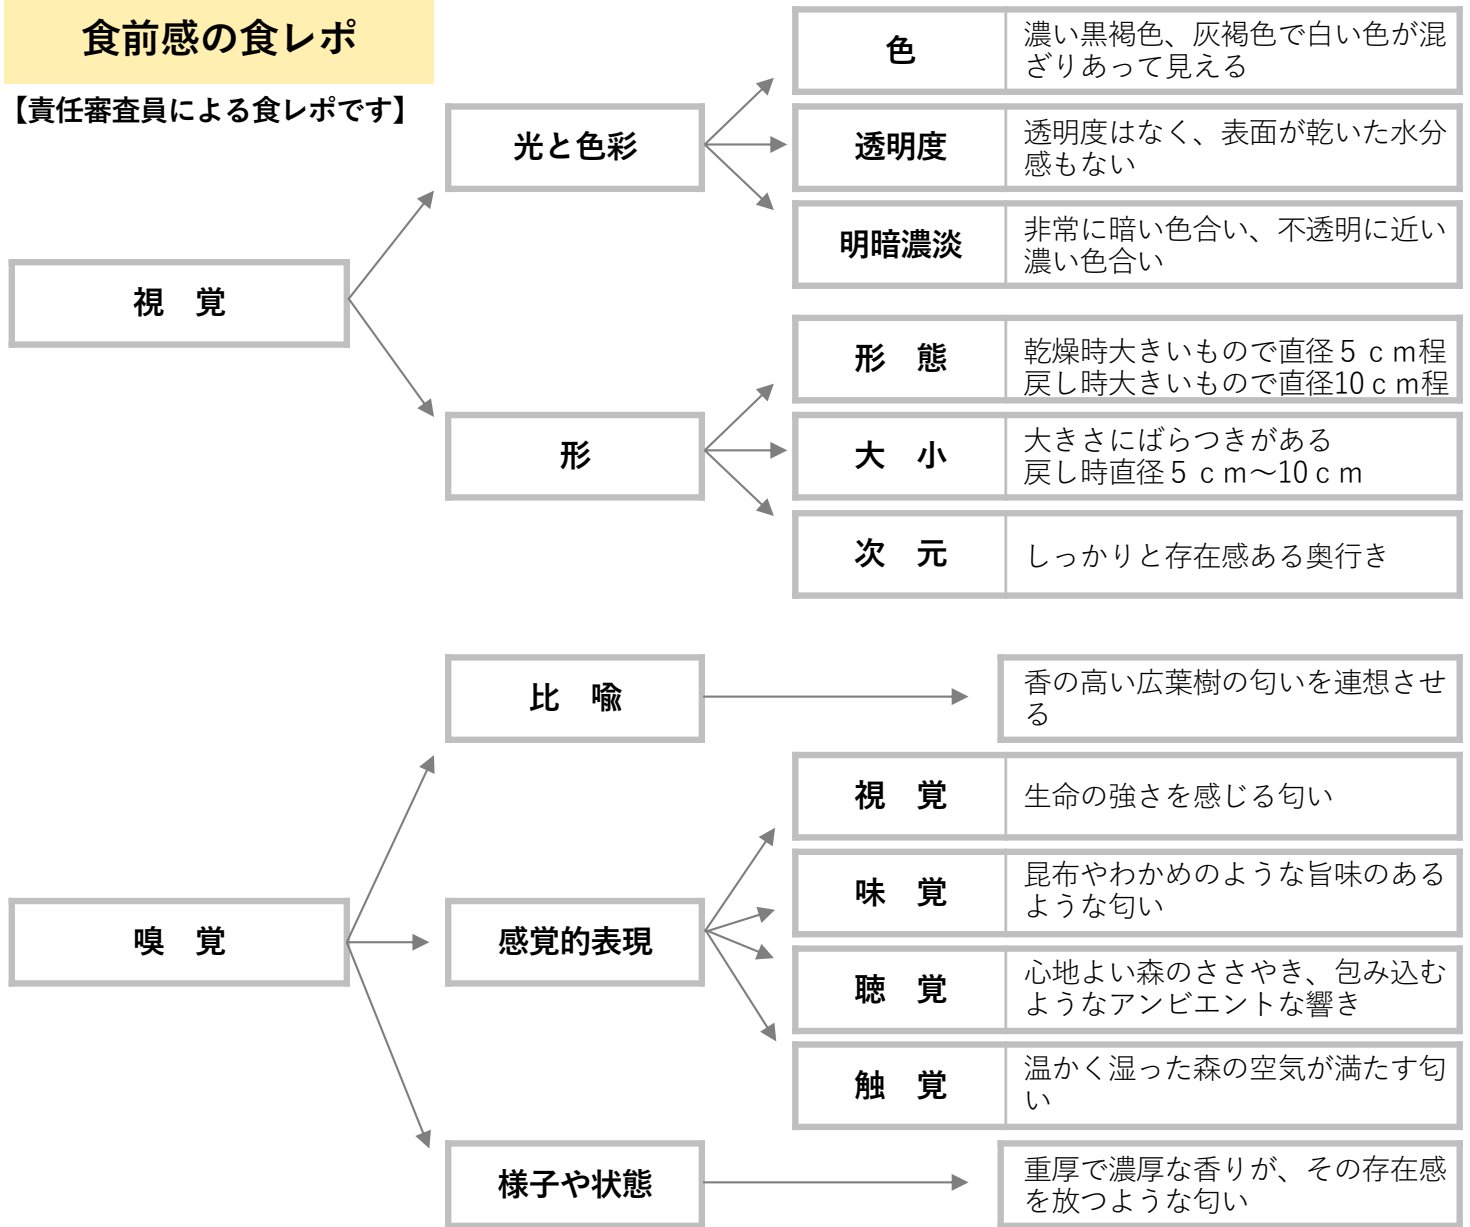 食前感の食レポ
【責任審査員による食レポです】
視　覚
光と色彩
色
濃い黒褐色、灰褐色で白い色が混
ざりあって見える
透明度
透明度はなく、表面が乾いた水分
感もない
明暗濃淡
非常に暗い色合い、不透明に近い
濃い色合い
形
形　態
乾燥時大きいもので直径５ｃｍ程
戻し時大きいもので直径10ｃｍ程
大　小
大きさにばらつきがある
戻し時直径５ｃｍ～10ｃｍ
次　元
しっかりと存在感ある奥行き
嗅　覚
比　喩
香の高い広葉樹の匂いを連想させ
る
感覚的表現
視　覚
生命の強さを感じる匂い
味　覚
昆布やわかめのような旨味のある
ような匂い
聴　覚
心地よい森のささやき、包み込む
ようなアンビエントな響き
触　覚
温かく湿った森の空気が満たす匂
い
様子や状態
重厚で濃厚な香りが、その存在感
を放つような匂い